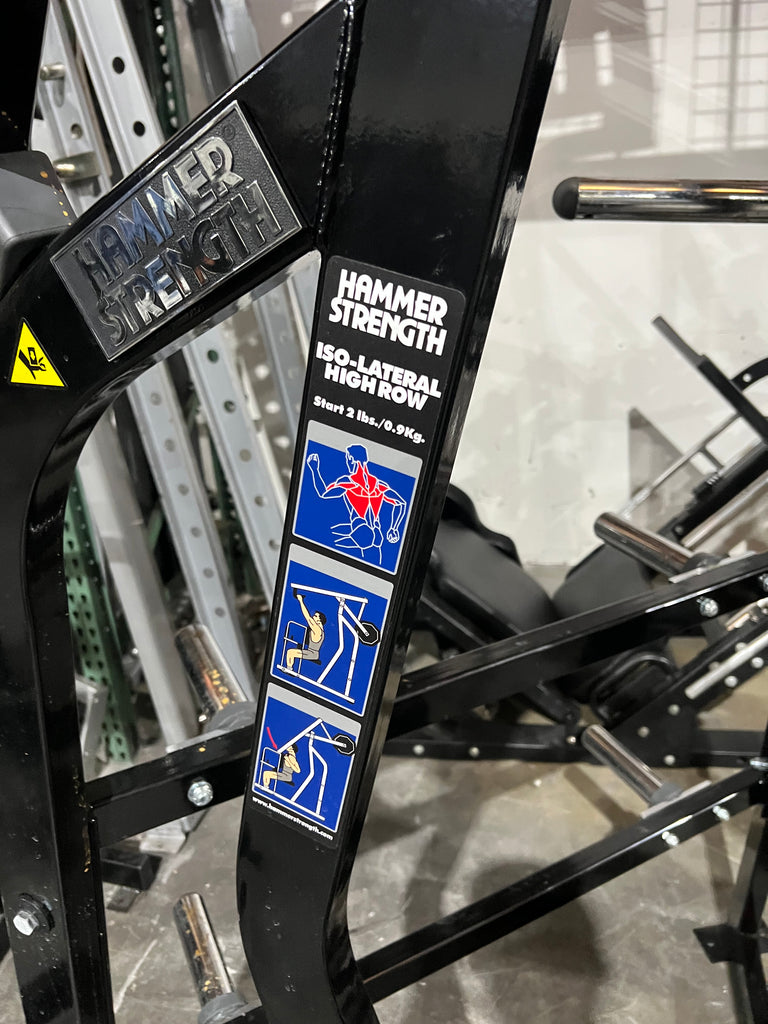 HAMMER
STRENGTH
®
HAMMER
STRENGTH
ISO-LATERAL
HIGH ROW
Start 2 lbs./0.9Kg.
www.hammerstrength.com